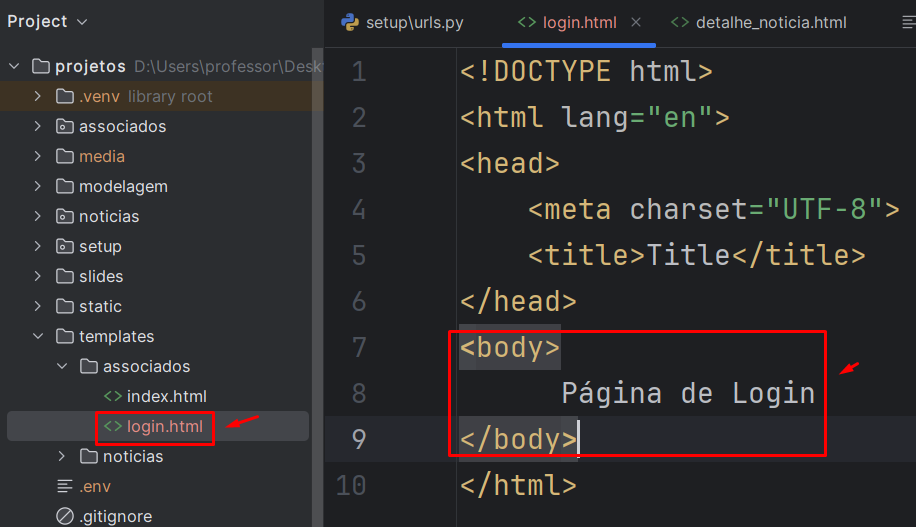 Project
projetos D:\Users\professor\Desk
.venv library root
associados
media
modelagem
noticias
setup
slides
static
templates
associados
index.html
login.html
noticias
.env
.gitignore
setup\urls.py login.html detalhe_noticia.html
1 <!DOCTYPE html>
2 <html lang="en">
3 <head>
4 <meta charset="UTF-8">
5 <title>Title</title>
6 </head>
7 <body>
8 Página de Login
9 </body>
10 </html>